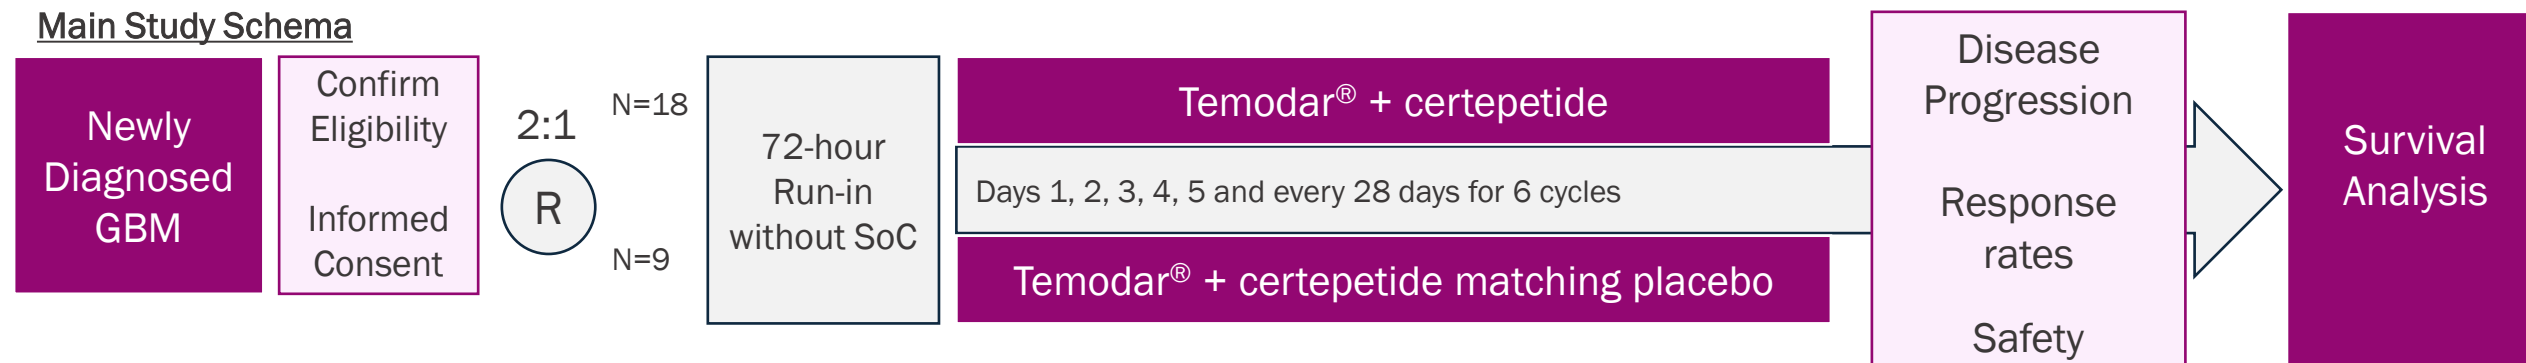 Main Study Schema
Newly
Diagnosed
GBM
Confirm
Eligibility
Informed
Consent
2:1
R
N=18
N=9
72-hour
Run-in
without SoC
Temodar® + certepetide
Days 1, 2, 3, 4, 5 and every 28 days for 6 cycles
Temodar® + certepetide matching placebo
Disease
Progression
Response
rates
Safety
Survival
Analysis